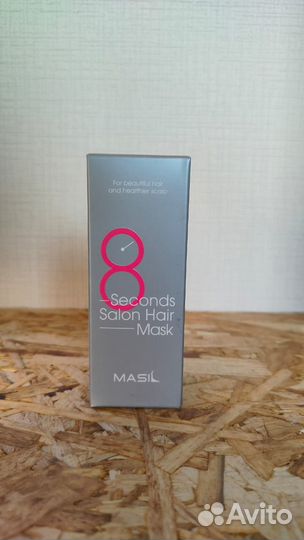 For beautiful hair
and healthier scalp
8
Seconds
Salon Hair
Mask
MASIL
Avito